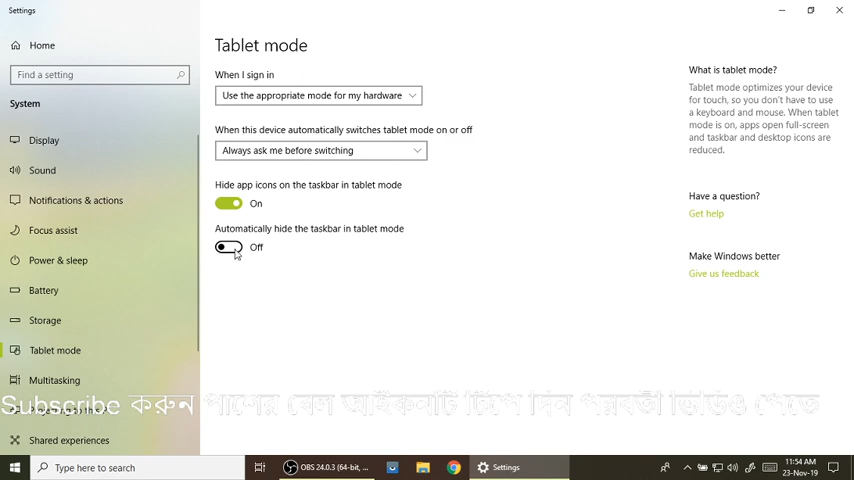 Settings
Home
Find a setting
System
Display
Sound
Notifications & actions
Focus assist
Power & sleep
Battery
Storage
Tablet mode
Multitasking
Shared experiences
Tablet mode
When I sign in
Use the appropriate mode for my hardware
When this device automatically switches tablet mode on or off
Always ask me before switching
Hide app icons on the taskbar in tablet mode
On
Automatically hide the taskbar in tablet mode
Off
What is tablet mode?
Tablet mode optimizes your device
for touch, so you don't have to use
a keyboard and mouse. When tablet
mode is on, apps open full-screen
and taskbar and desktop icons are
reduced.
Have a question?
Get help
Make Windows better
Give us feedback
Subscribe করুন পাশের বেল আইকনটি টিপে দিন পরবর্তী ভিডিও পেতে
Type here to search
OBS 24.0.3 (64-bit, ...
Settings
11:54 AM
23-Nov-19